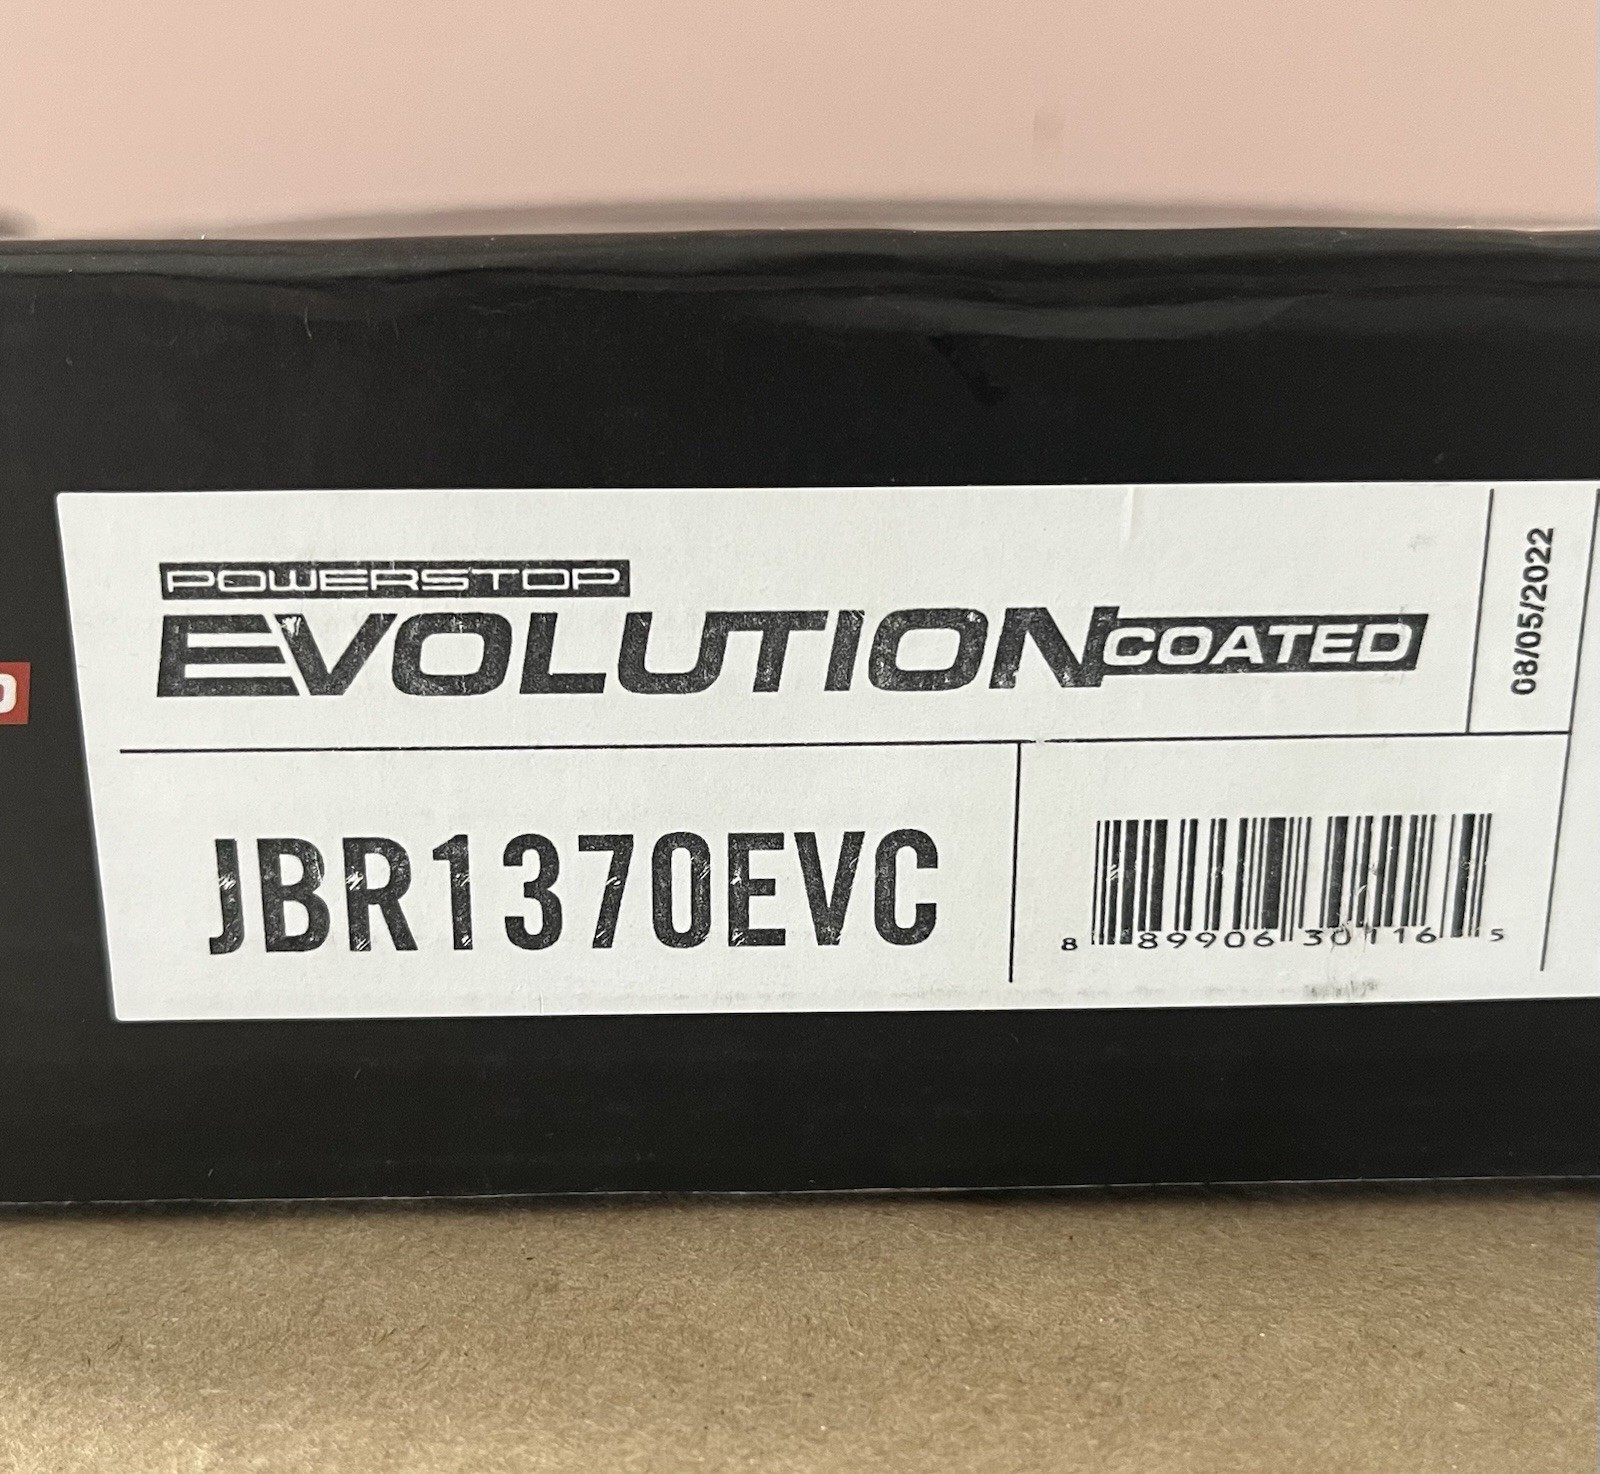 POWERSTOP
EVOLUTION COATED
08/05/2022
JBR1370EVC
8 89906 30116 5